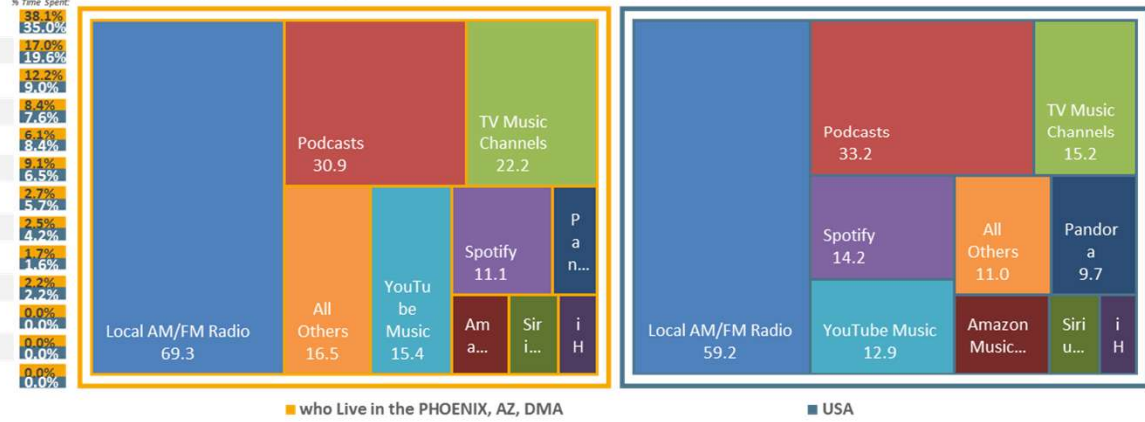 % Time Spent:
38.1%
35.0%
17.0%
19.6%
12.2%
9.0%
8.4%
7.6%
6.1%
8.4%
9.1%
6.5%
2.7%
5.7%
2.5%
4.2%
1.7%
1.6%
2.2%
2.2%
0.0%
0.0%
0.0%
0.0%
0.0%
0.0%
Local AM/FM Radio
69.3
Podcasts
30.9
TV Music
Channels
22.2
All
Others
16.5
YouTu
be
Music
15.4
Spotify
11.1
P
a
n...
Am
a...
Sir
i...
i
H
Local AM/FM Radio
59.2
Podcasts
33.2
TV Music
Channels
15.2
Spotify
14.2
All
Others
11.0
Pandor
a
9.7
YouTube Music
12.9
Amazon
Music...
Siri
u...
i
H
who Live in the PHOENIX, AZ, DMA
USA